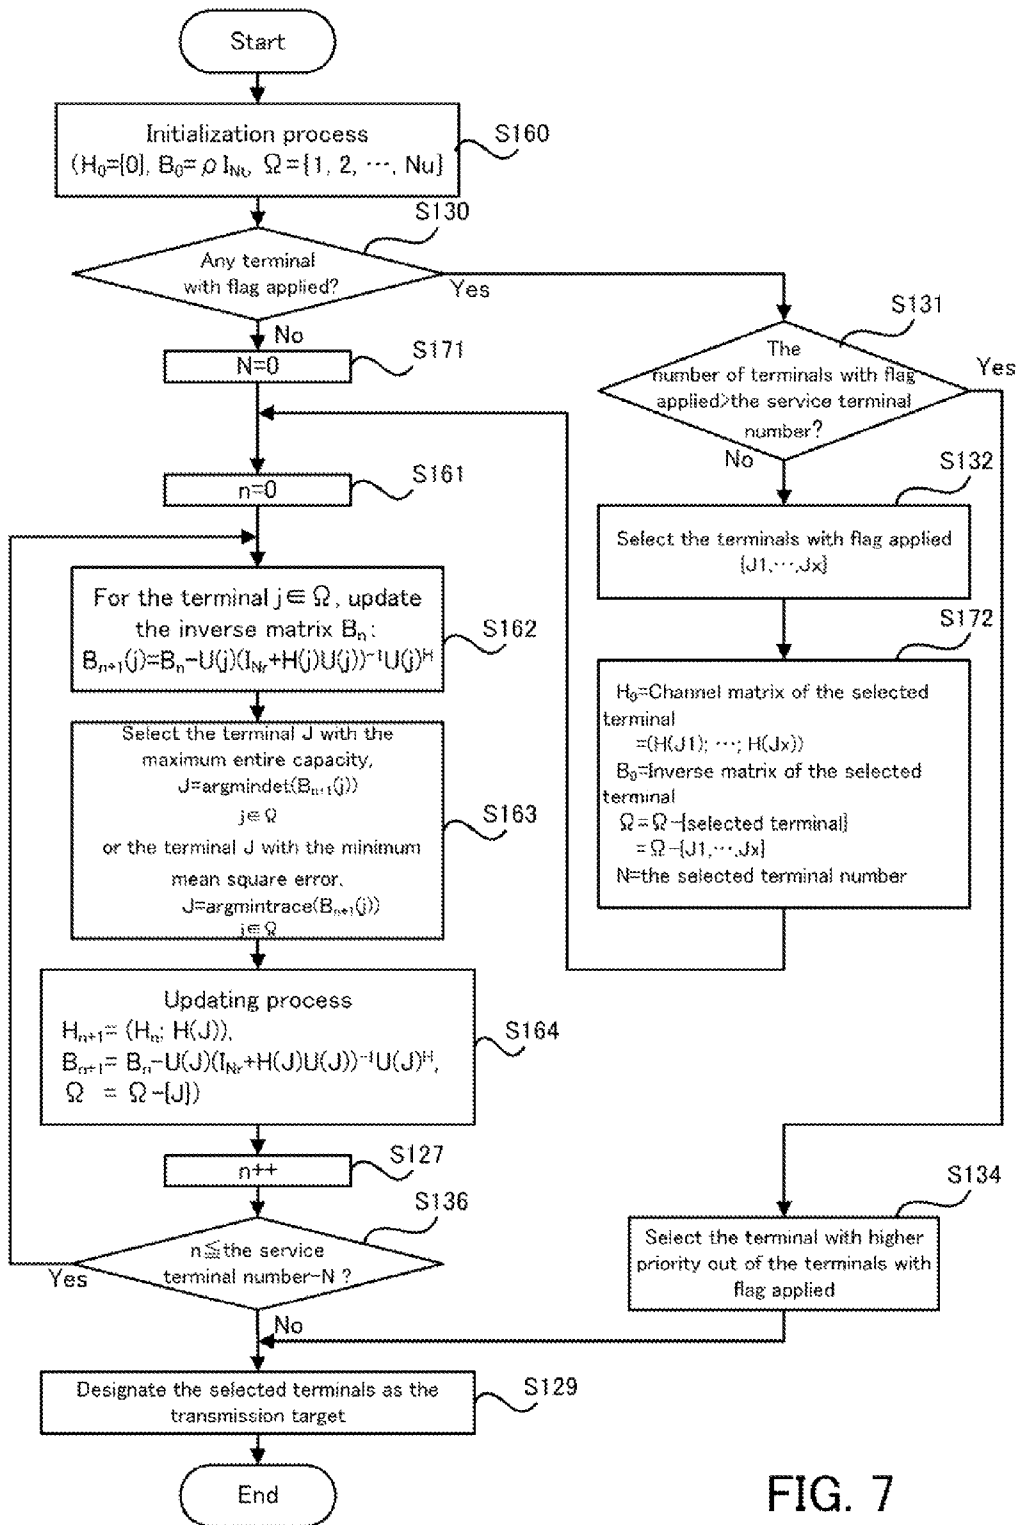 Start
Initialization process
(H₀={0}, B₀=ρ I_Nt, Ω={1, 2, ⋯, Nu}
S160
S130
Any terminal
with flag applied?
Yes
No
S171
N=0
S161
n=0
For the terminal j∈Ω, update
the inverse matrix Bₙ:
Bₙ₊₁(j)=Bₙ-U(j)(I_Nr+H(j)U(j))⁻¹U(j)ᴴ
S162
Select the terminal J with the
maximum entire capacity,
J=argmindet(Bₙ₊₁(j))
j∈Ω
or the terminal J with the minimum
mean square error,
J=argmintrace(Bₙ₊₁(j))
j∈Ω
S163
Updating process
Hₙ₊₁= (Hₙ; H(J)),
Bₙ₊₁= Bₙ-U(J)(I_Nr+H(J)U(J))⁻¹U(J)ᴴ,
Ω = Ω-{J})
S164
S127
n++
S136
n≦the service
terminal number-N ?
Yes
No
Designate the selected terminals as the
transmission target
S129
End
S131
The
number of terminals with flag
applied>the service terminal
number?
Yes
No
S132
Select the terminals with flag applied
{J1,⋯,Jx}
S172
H₀=Channel matrix of the selected
terminal
=(H(J1); ⋯; H(Jx))
B₀=Inverse matrix of the selected
terminal
Ω=Ω-{selected terminal}
=Ω-{J1,⋯,Jx}
N=the selected terminal number
S134
Select the terminal with higher
priority out of the terminals with
flag applied
FIG. 7